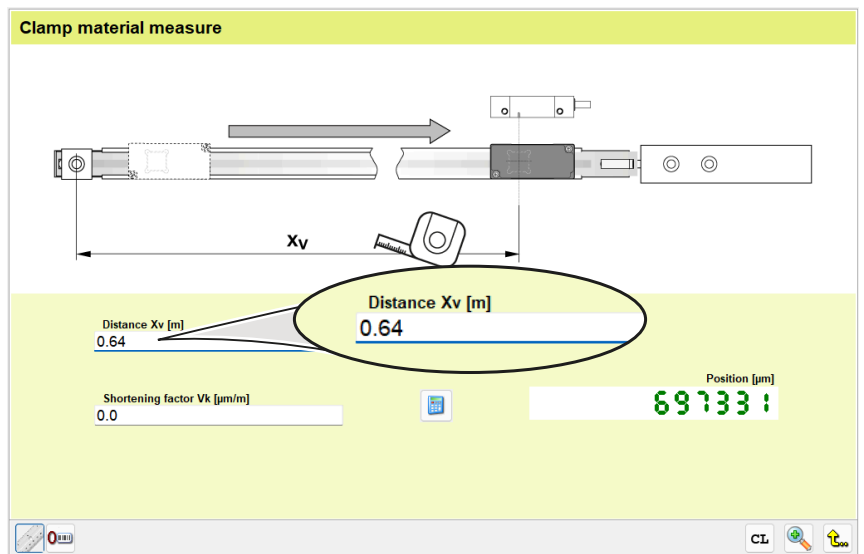 Clamp material measure
XV
Distance Xv [m]
0.64
Distance Xv [m]
0.64
Position [µm]
697331
Shortening factor Vk [µm/m]
0.0
CL